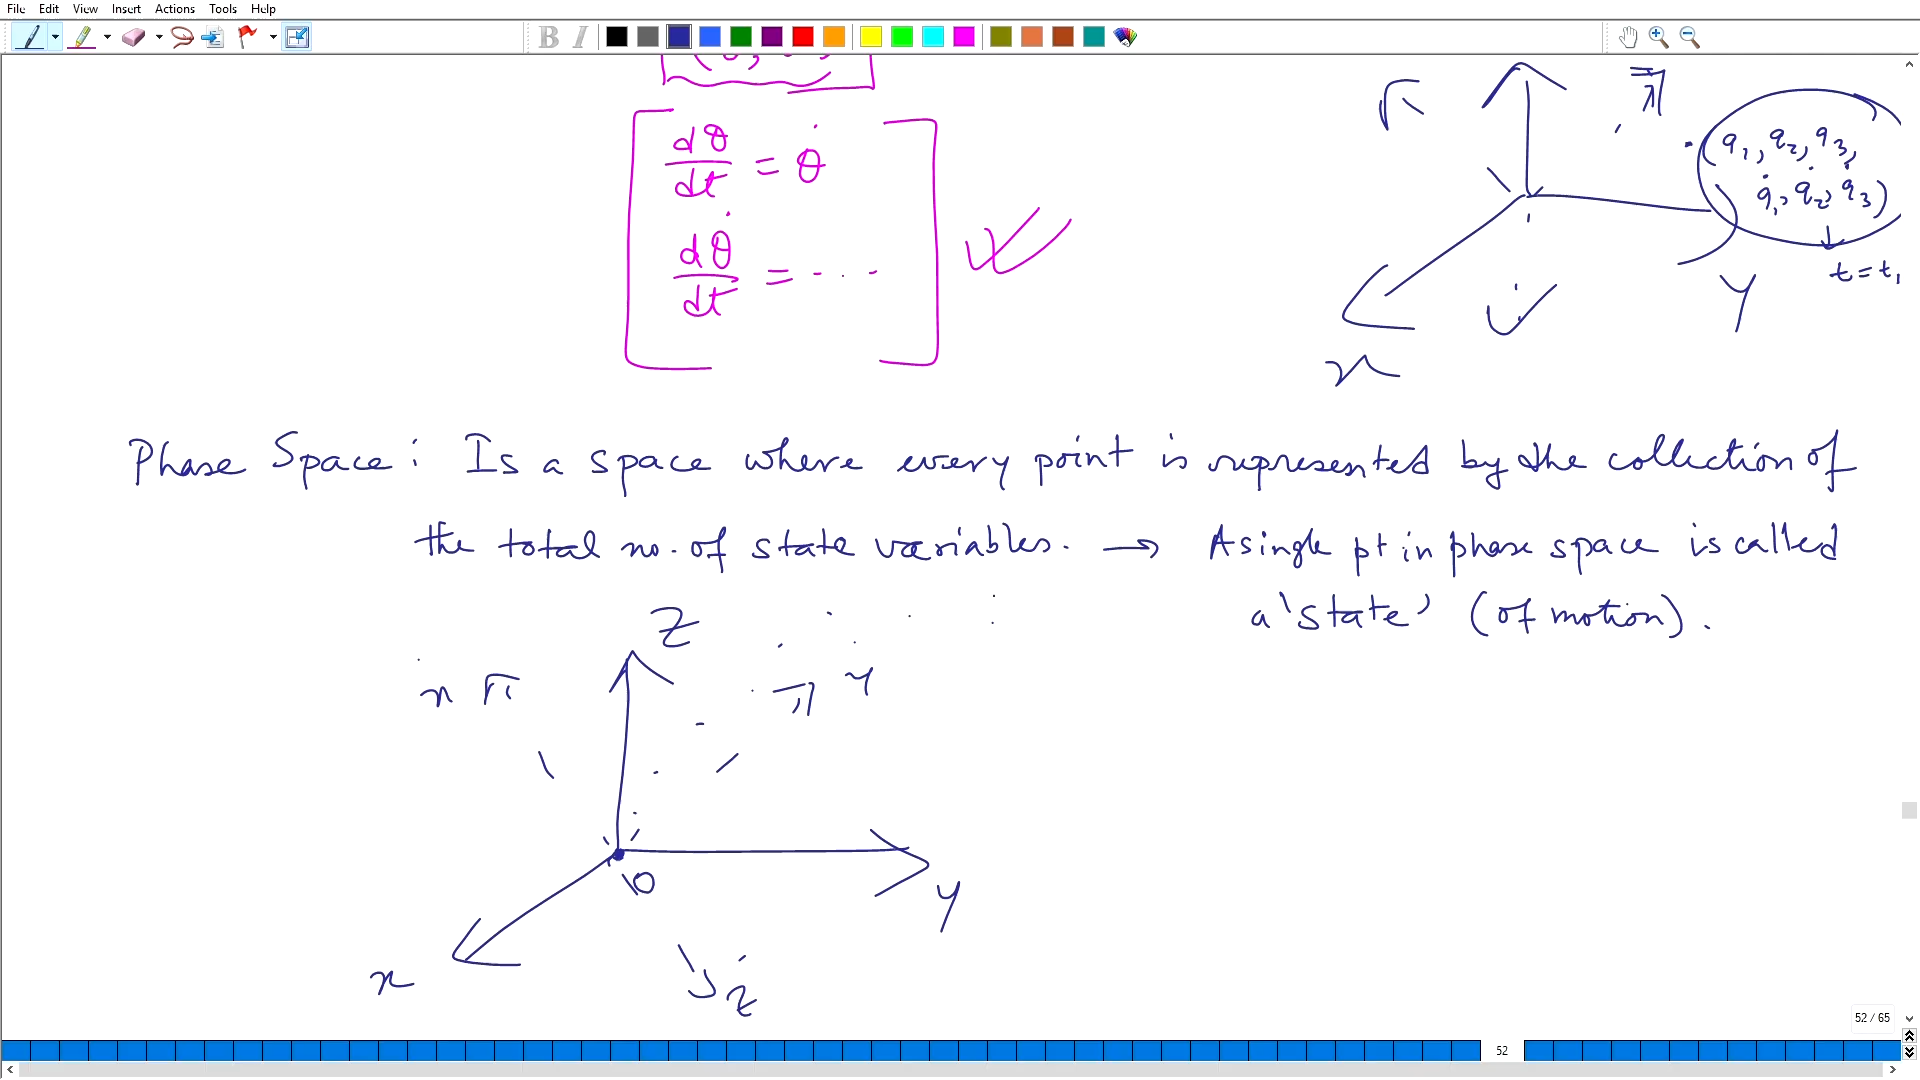 File Edit View Insert Actions Tools Help
B I
dθ/dt = θ̇
dθ̇/dt = ...
(q₁, q₂, q₃,
q̇₁, q̇₂, q̇₃)
t = t₁
Y
x
Phase Space : Is a space where every point is represented by the collection of
the total no. of state variables. → A single pt in phase space is called
a 'state' (of motion).
Z
ẋ
ẏ
O
Y
x
ż
52 / 65
52